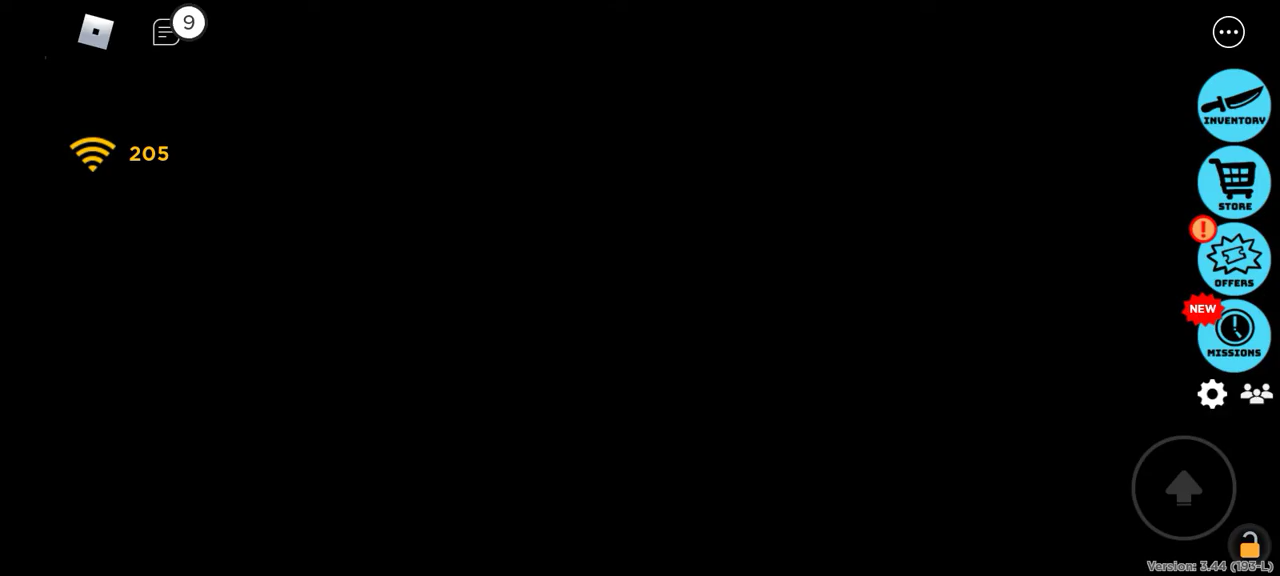 9
205
INVENTORY
STORE
!
OFFERS
NEW
MISSIONS
Version: 3.44 (193-L)